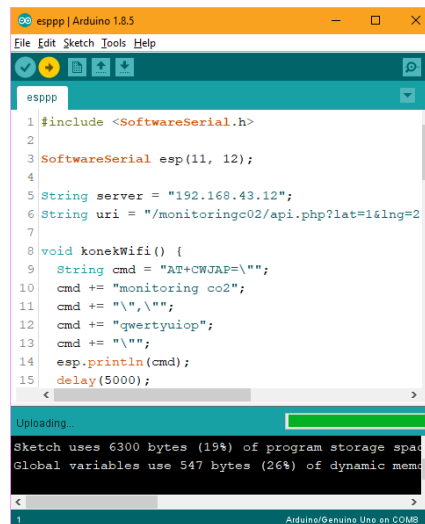 esppp | Arduino 1.8.5
File Edit Sketch Tools Help
esppp
1 #include <SoftwareSerial.h>
2
3 SoftwareSerial esp(11, 12);
4
5 String server = "192.168.43.12";
6 String uri = "/monitoringc02/api.php?lat=1&lng=2
7
8 void konekWifi() {
9 String cmd = "AT+CWJAP=\"";
10 cmd += "monitoring co2";
11 cmd += "\",\"";
12 cmd += "qwertyuiop";
13 cmd += "\"";
14 esp.println(cmd);
15 delay(5000);
Uploading...
Sketch uses 6300 bytes (19%) of program storage spac
Global variables use 547 bytes (26%) of dynamic memo
1 Arduino/Genuino Uno on COM8